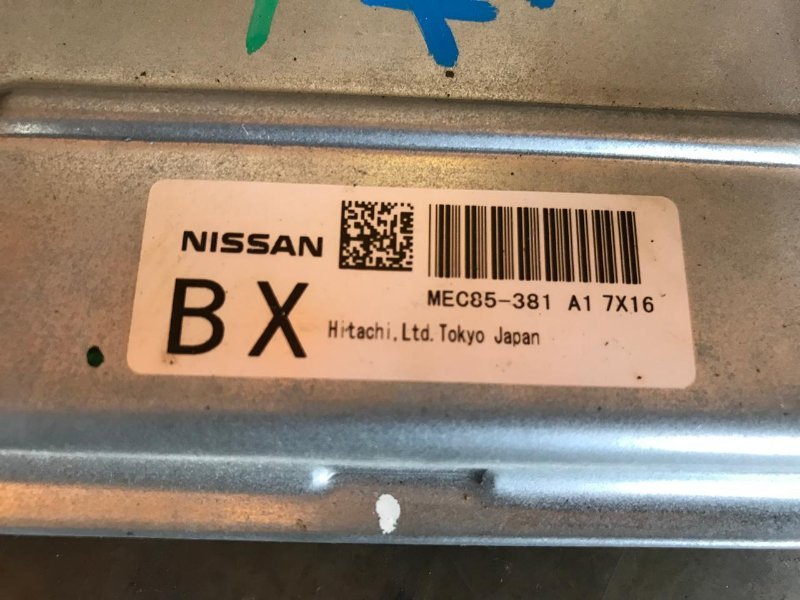 NISSAN
MEC85-381 A1 7X16
BX
Hitachi,Ltd.Tokyo Japan